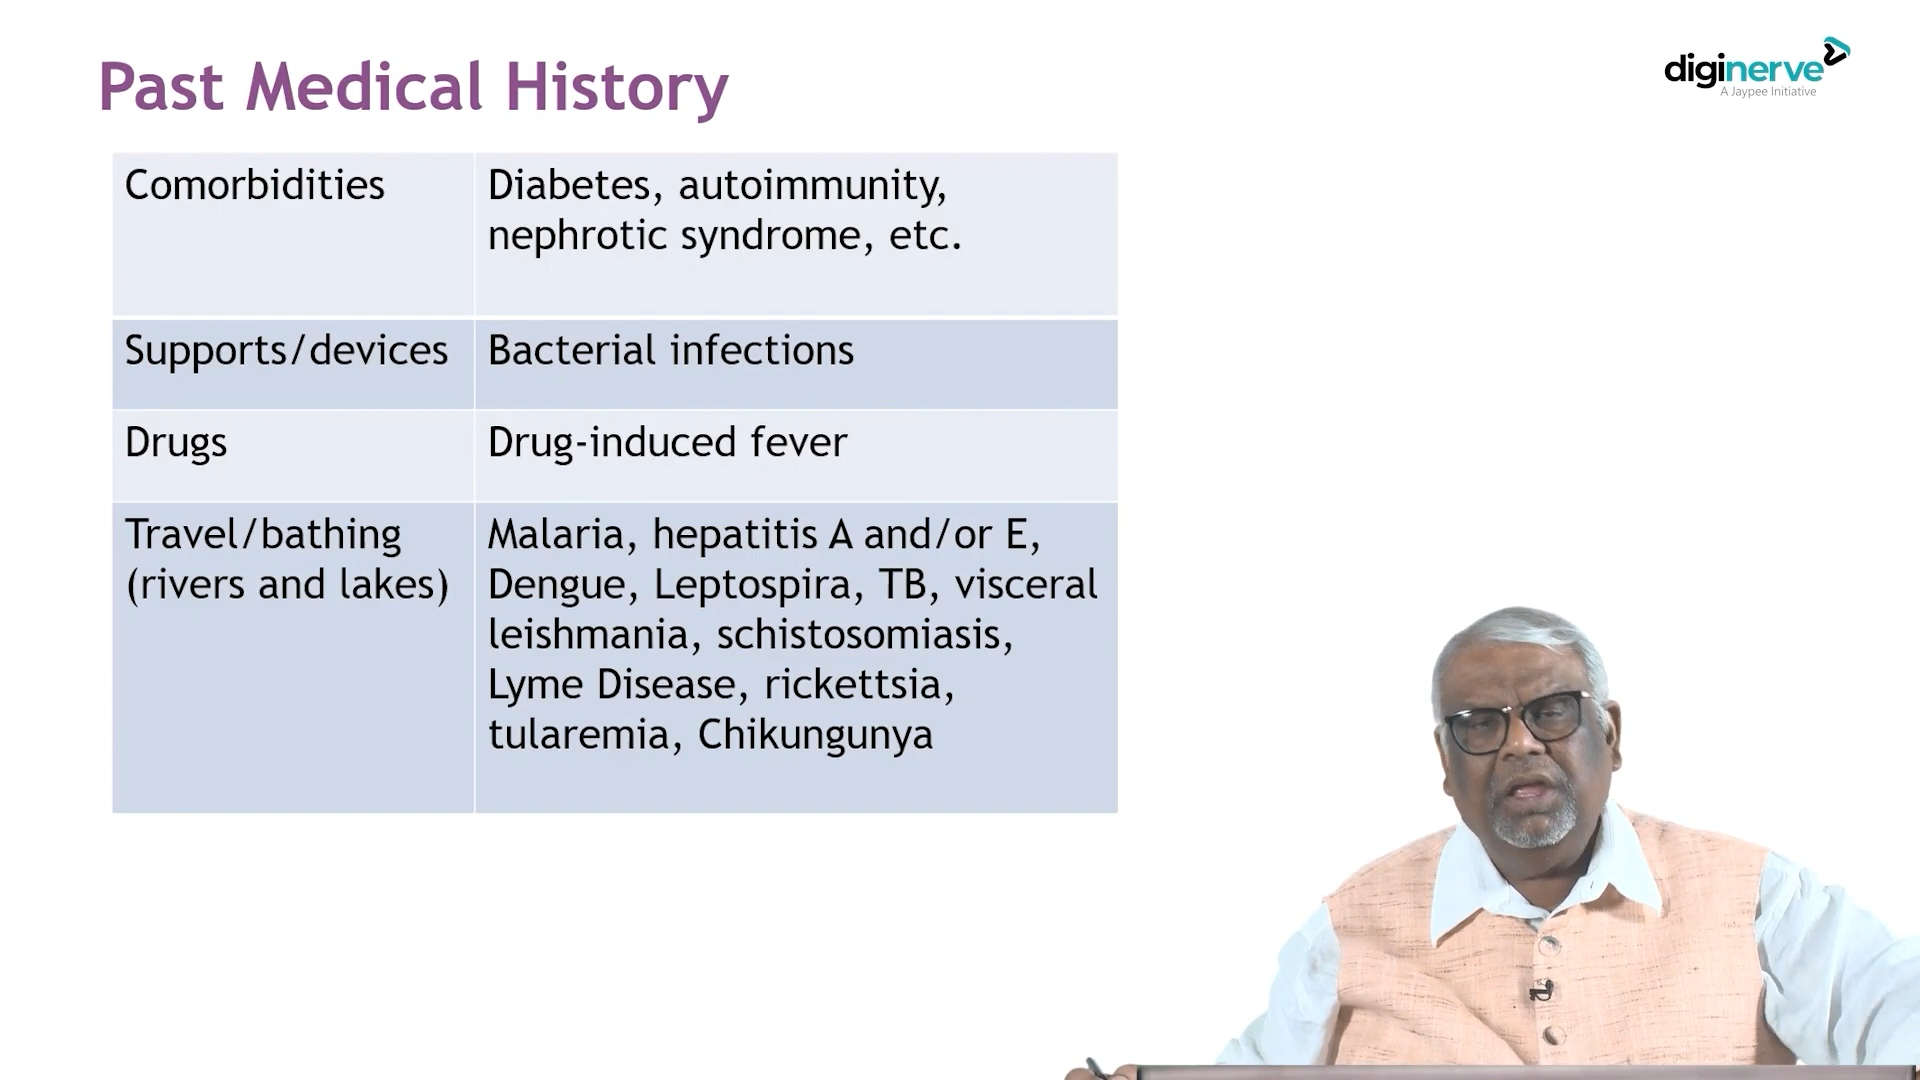 Past Medical History
diginerve
A Jaypee Initiative
Comorbidities
Diabetes, autoimmunity,
nephrotic syndrome, etc.
Supports/devices
Bacterial infections
Drugs
Drug-induced fever
Travel/bathing
(rivers and lakes)
Malaria, hepatitis A and/or E,
Dengue, Leptospira, TB, visceral
leishmania, schistosomiasis,
Lyme Disease, rickettsia,
tularemia, Chikungunya